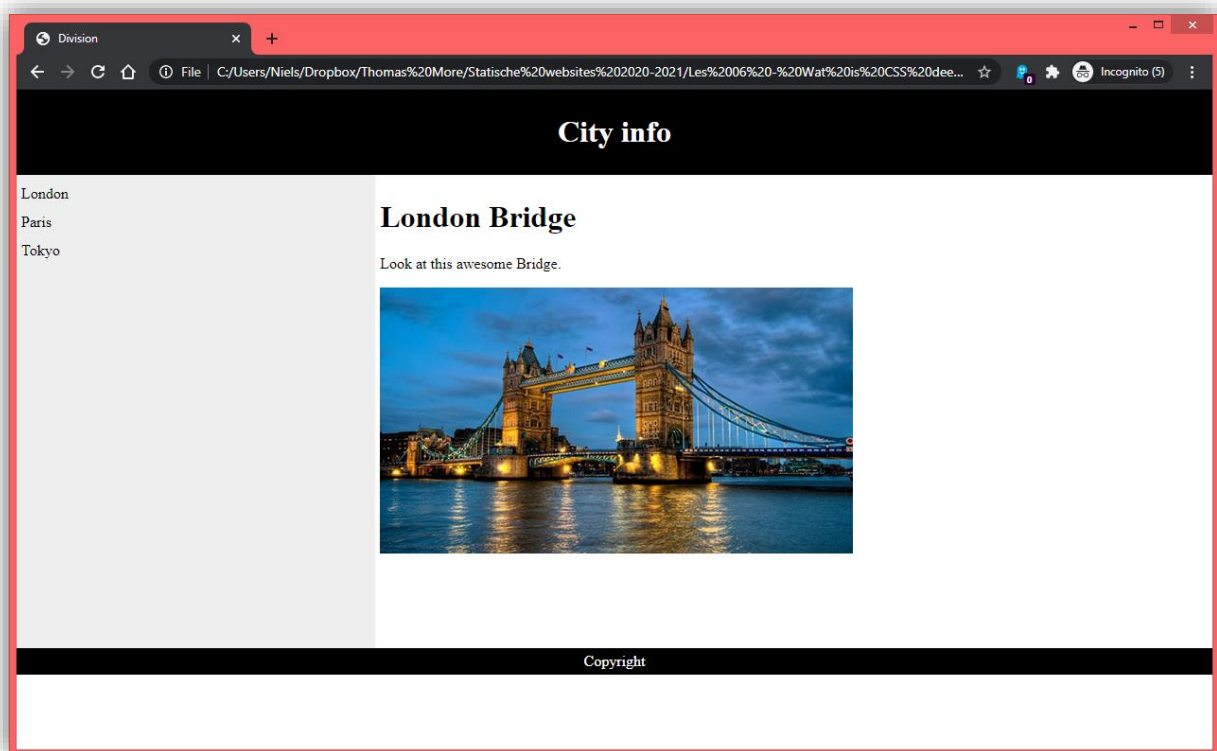 Division
File C:/Users/Niels/Dropbox/Thomas%20More/Statische%20websites%202020-2021/Les%2006%20-%20Wat%20is%20CSS%20dee... Incognito (5)
0
City info
London
Paris
Tokyo
London Bridge
Look at this awesome Bridge.
Copyright